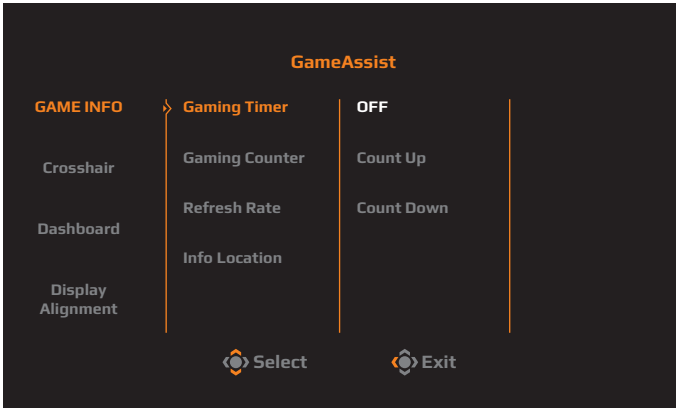 GameAssist
GAME INFO
Gaming Timer
OFF
Crosshair
Gaming Counter
Count Up
Dashboard
Refresh Rate
Count Down
Display
Alignment
Info Location
Select
Exit